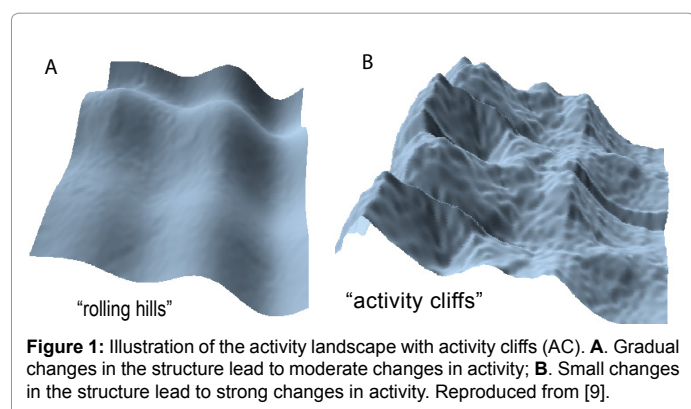 A
B
"rolling hills"
“activity cliffs”
Figure 1: Illustration of the activity landscape with activity cliffs (AC). A. Gradual
changes in the structure lead to moderate changes in activity; B. Small changes
in the structure lead to strong changes in activity. Reproduced from [9].